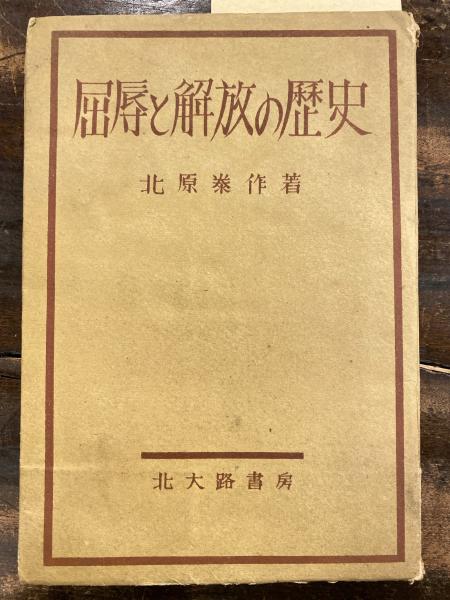 屈辱と解放の歴史
北原泰作著
北大路書房